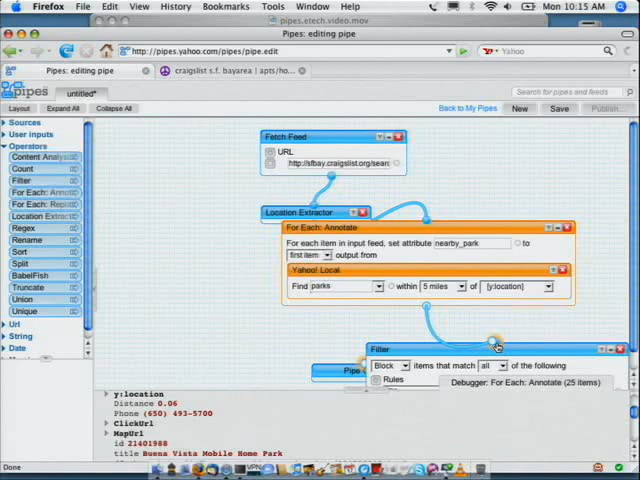 Firefox File Edit View History Bookmarks Tools Window Help Mon 10:15 AM
pipes.etech.video.mov
Pipes: editing pipe
http://pipes.yahoo.com/pipes/pipe.edit Yahoo
Pipes: editing pipe craigslist s.f. bayarea | apts/ho...
pipes untitled* Search for pipes and feeds
Layout Expand All Collapse All Back to My Pipes New Save Publish...
Sources
User inputs
Operators
Content Analysis
Count
Filter
For Each: Annot
For Each: Repl
Location Extract
Regex
Rename
Sort
Split
BabelFish
Truncate
Union
Unique
Url
String
Date
Fetch Feed
URL
http://sfbay.craigslist.org/searc
Location Extractor
For Each: Annotate
For each item in input feed, set attribute nearby_park to
first item output from
Yahoo! Local
Find parks within 5 miles of [y:location]
Filter
Block items that match all of the following
Rules
Pipe
Debugger: For Each: Annotate (25 items)
y:location
Distance 0.06
Phone (650) 493-5700
ClickUrl
MapUrl
id 21401988
title Buena Vista Mobile Home Park
Done